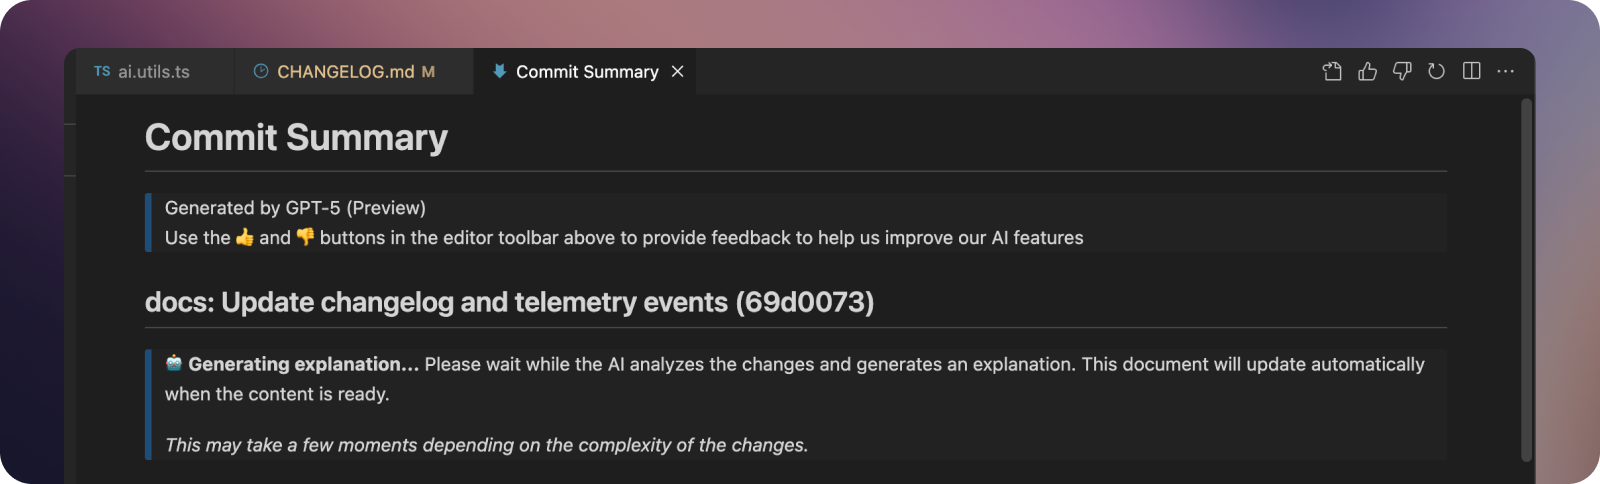 TS ai.utils.ts CHANGELOG.md M Commit Summary
Commit Summary
Generated by GPT-5 (Preview)
Use the 👍 and 👎 buttons in the editor toolbar above to provide feedback to help us improve our AI features
docs: Update changelog and telemetry events (69d0073)
🤖 Generating explanation... Please wait while the AI analyzes the changes and generates an explanation. This document will update automatically
when the content is ready.
This may take a few moments depending on the complexity of the changes.